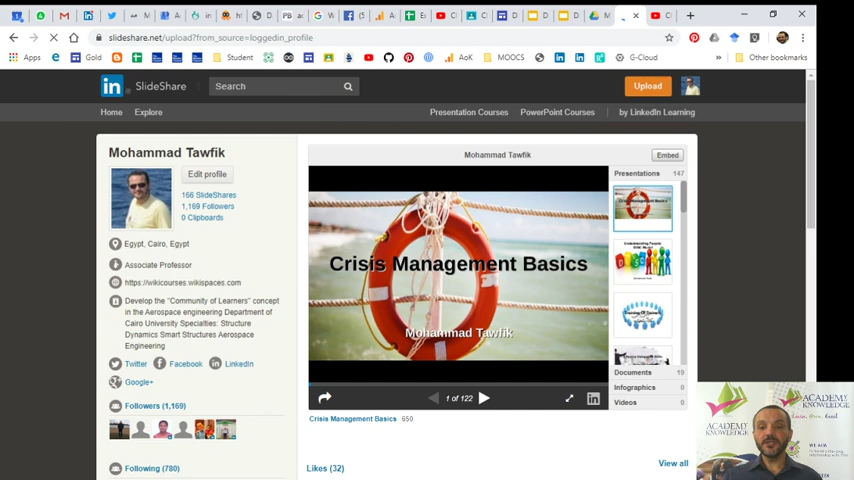 slideshare.net/upload?from_source=loggedin_profile
Apps
Gold
Student
MOOCS
AoK
G-Cloud
»
Other bookmarks
in SlideShare
Search
Upload
Home
Explore
Presentation Courses
PowerPoint Courses
by LinkedIn Learning
Mohammad Tawfik
Edit profile
166 SlideShares
1,169 Followers
0 Clipboards
Egypt, Cairo, Egypt
Associate Professor
https://wikicourses.wikispaces.com
Develop the "Community of Learners" concept
in the Aerospace engineering Department of
Cairo University Specialties: Structure
Dynamics Smart Structures Aerospace
Engineering
Twitter
Facebook
LinkedIn
Google+
Followers (1,169)
Following (780)
Mohammad Tawfik
Embed
Crisis Management Basics
Mohammad Tawfik
1 of 122
Crisis Management Basics 650
Likes (32)
View all
Presentations 147
Documents 19
Infographics 0
Videos 0
ACADEMY
KNOWLEDGE
ACADEMY
KNOWLEDGE